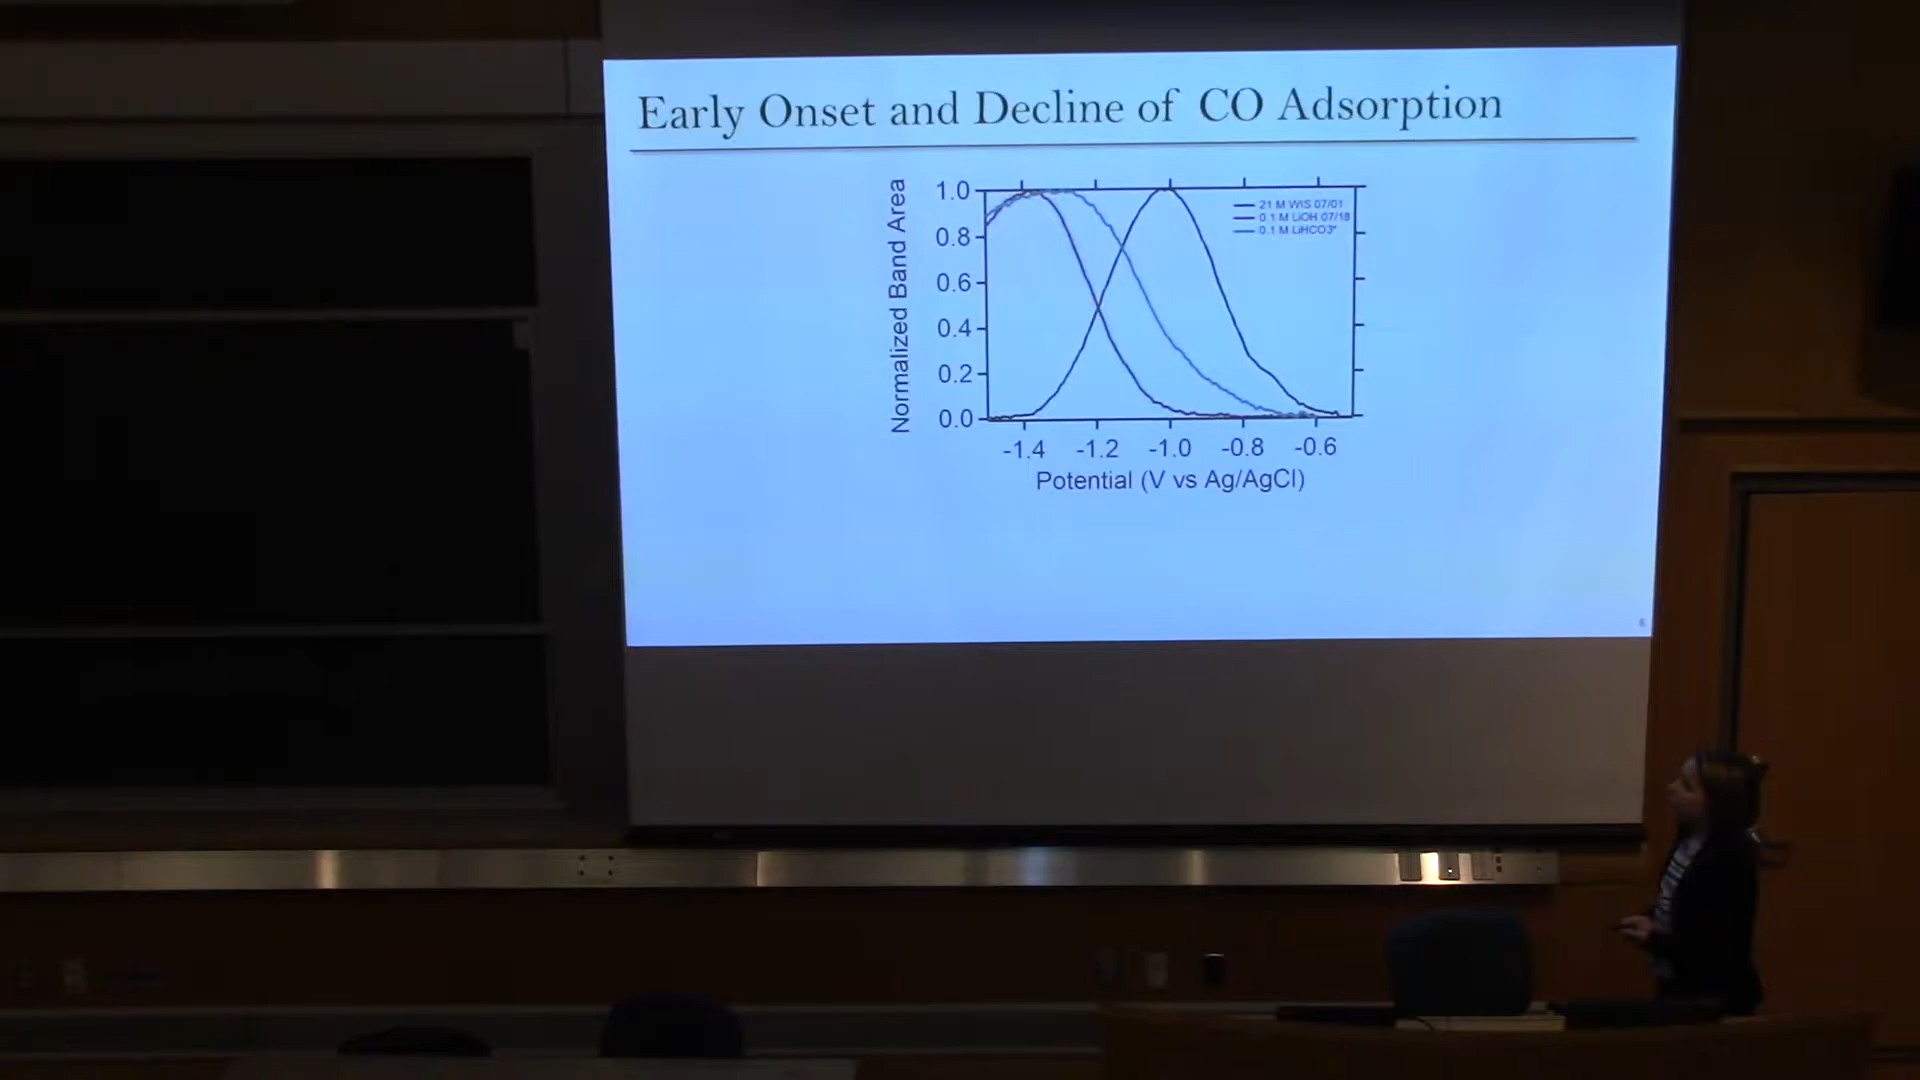 Early Onset and Decline of CO Adsorption
Normalized Band Area
1.0
0.8
0.6
0.4
0.2
0.0
21 M WIS 07/01
0.1 M LiOH 07/18
0.1 M LiHCO3*
-1.4 -1.2 -1.0 -0.8 -0.6
Potential (V vs Ag/AgCl)